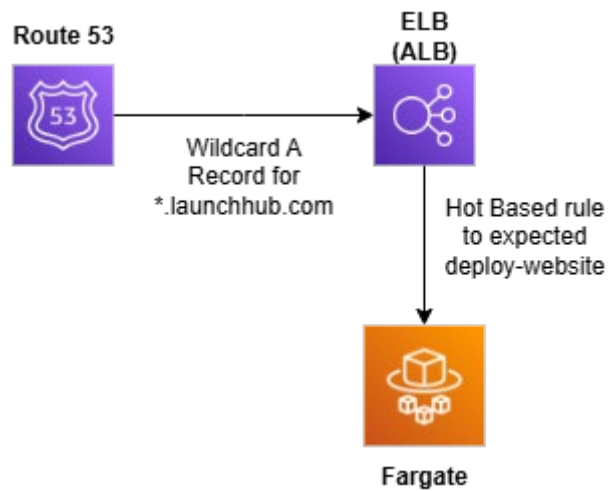 Route 53
ELB
(ALB)
53
Wildcard A
Record for
*.launchhub.com
Hot Based rule
to expected
deploy-website
Fargate